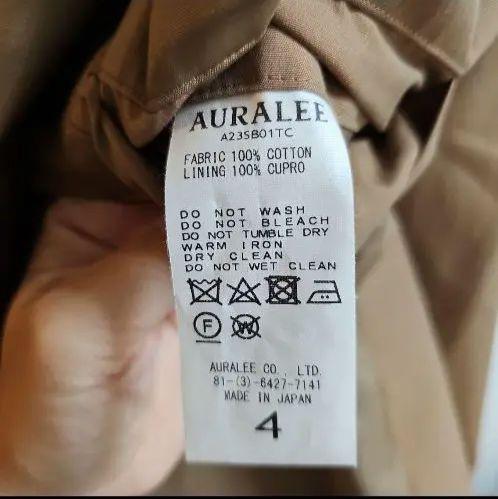 AURALEE
A23SB01TC
FABRIC 100% COTTON
LINING 100% CUPRO
DO NOT WASH
DO NOT BLEACH
DO NOT TUMBLE DRY
WARM IRON
DRY CLEAN
DO NOT WET CLEAN
F W
AURALEE CO., LTD.
81-(3)-6427-7141
MADE IN JAPAN
4